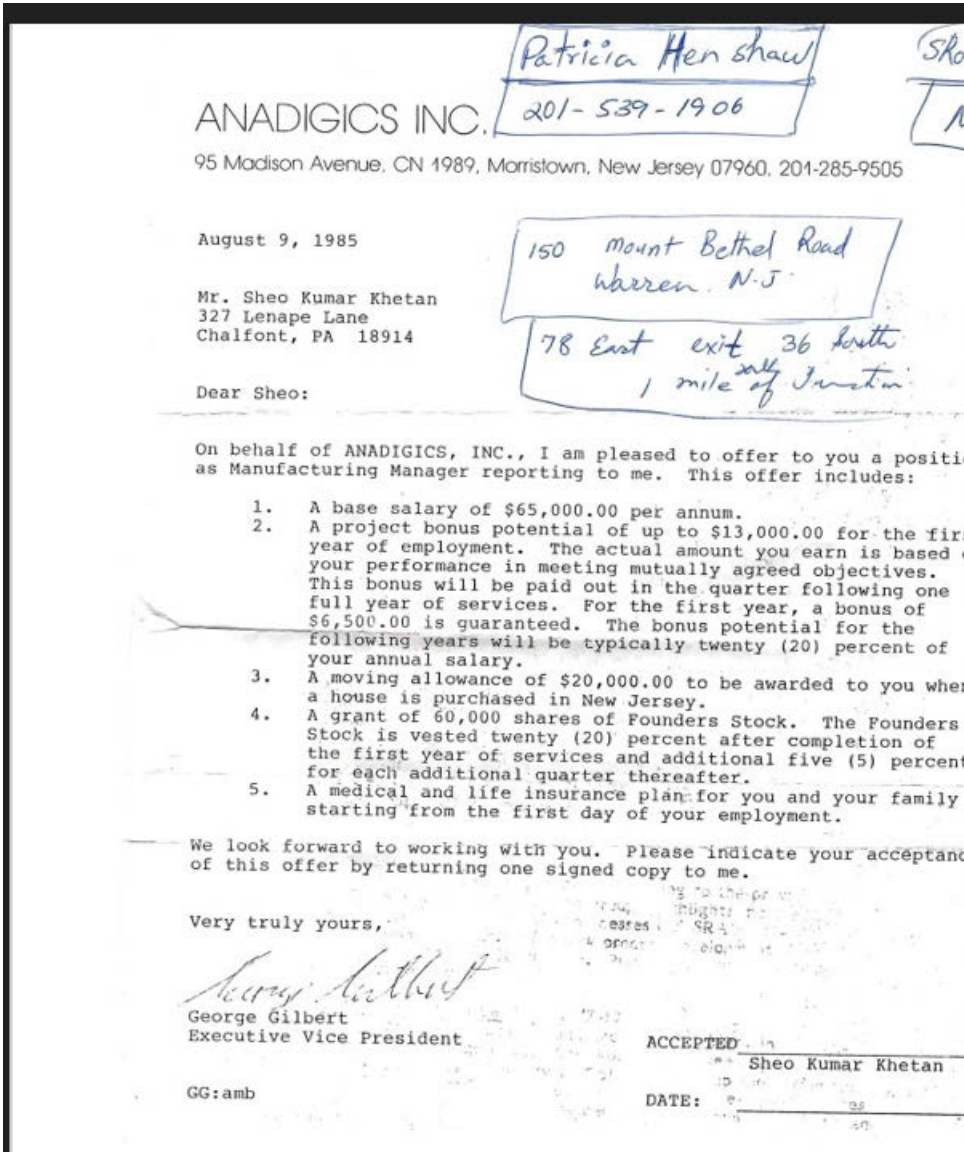 Patricia Henshaw
201-539-1906
ANADIGICS INC.
95 Madison Avenue, CN 1989, Morristown, New Jersey 07960, 201-285-9505
August 9, 1985
150 Mount Bethel Road
Warren N.J
Mr. Sheo Kumar Khetan
327 Lenape Lane
Chalfont, PA 18914
78 East exit 36 South
1 mile of
Dear Sheo:
On behalf of ANADIGICS, INC., I am pleased to offer to you a positi
as Manufacturing Manager reporting to me. This offer includes:
1. A base salary of $65,000.00 per annum.
2. A project bonus potential of up to $13,000.00 for the firs
year of employment. The actual amount you earn is based
your performance in meeting mutually agreed objectives.
This bonus will be paid out in the quarter following one
full year of services. For the first year, a bonus of
$6,500.00 is guaranteed. The bonus potential for the
following years will be typically twenty (20) percent of
your annual salary.
3. A moving allowance of $20,000.00 to be awarded to you when
a house is purchased in New Jersey.
4. A grant of 60,000 shares of Founders Stock. The Founders
Stock is vested twenty (20) percent after completion of
the first year of services and additional five (5) percent
for each additional quarter thereafter.
5. A medical and life insurance plan for you and your family
starting from the first day of your employment.
We look forward to working with you. Please indicate your acceptanc
of this offer by returning one signed copy to me.
Very truly yours,
George Gilbert
Executive Vice President
ACCEPTED
Sheo Kumar Khetan
GG:amb
DATE: